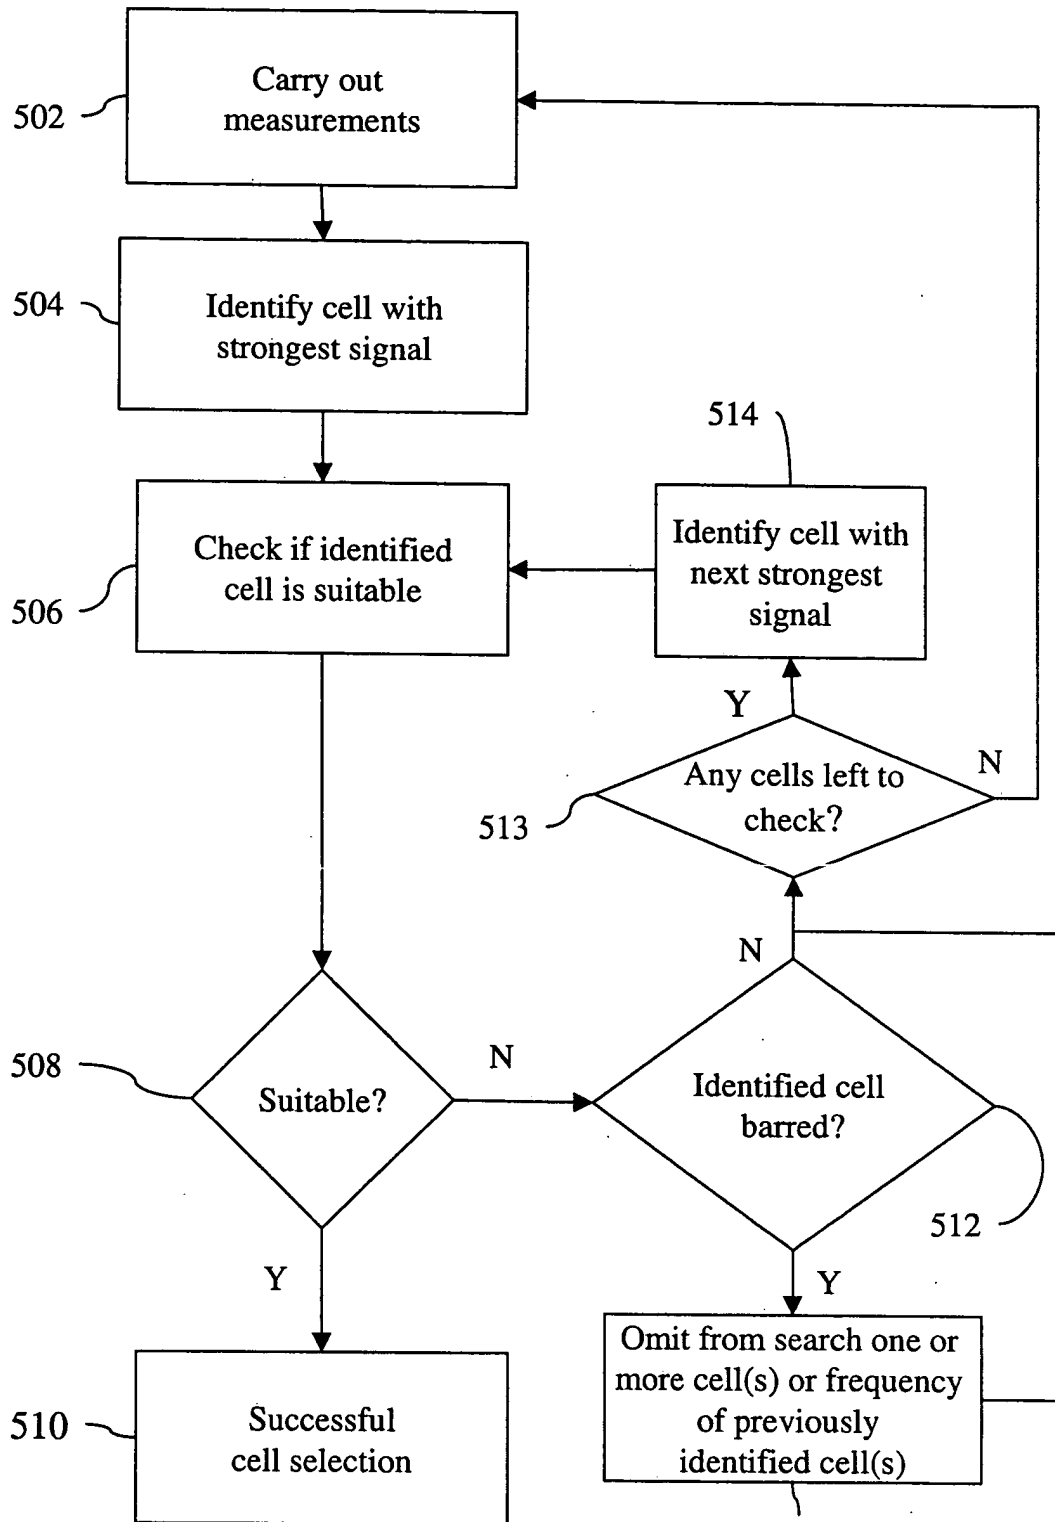 Carry out
measurements
502
Identify cell with
strongest signal
504
514
Check if identified
cell is suitable
506
Identify cell with
next strongest
signal
Y
N
Any cells left to
check?
513
N
508
Suitable?
N
Identified cell
barred?
512
Y
Y
Omit from search one or
more cell(s) or frequency
of previously
identified cell(s)
510
Successful
cell selection